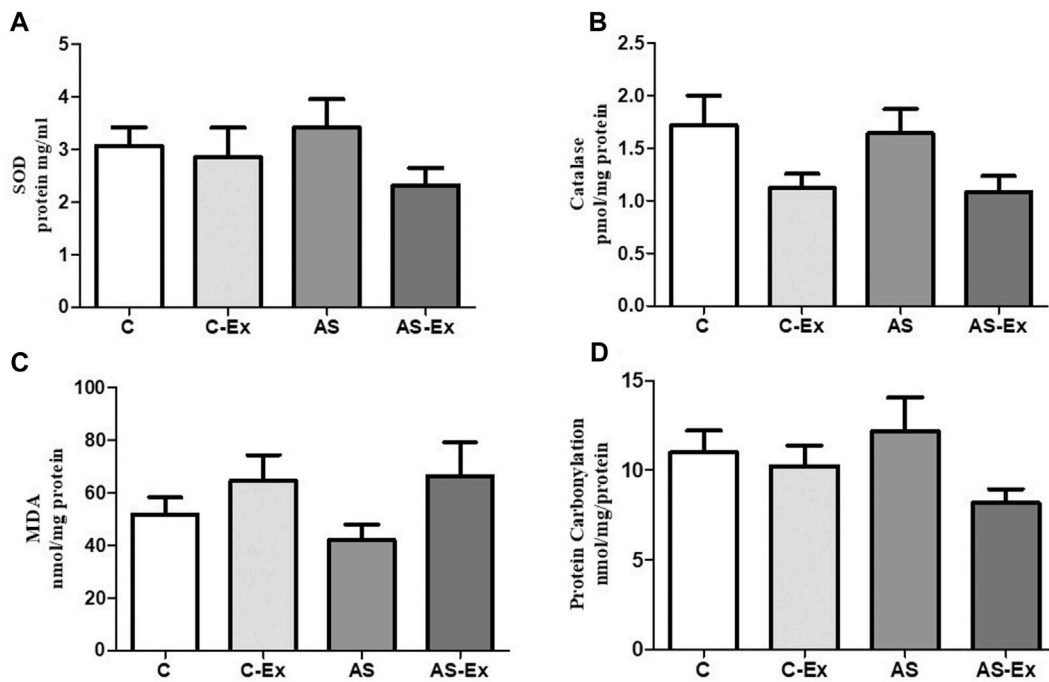 A
SOD
protein mg/ml
5
4
3
2
1
0
C C-Ex AS AS-Ex
B
Catalase
pmol/mg protein
2.5
2.0
1.5
1.0
0.5
0.0
C C-Ex AS AS-Ex
C
MDA
nmol/mg protein
100
80
60
40
20
0
C C-Ex AS AS-Ex
D
Protein Carbonylation
nmol/mg/protein
15
10
5
0
C C-Ex AS AS-Ex